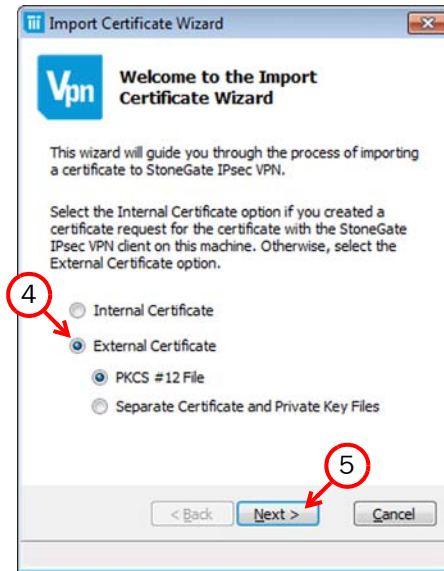 Import Certificate Wizard
Vpn
Welcome to the Import
Certificate Wizard
This wizard will guide you through the process of importing
a certificate to StoneGate IPsec VPN.
Select the Internal Certificate option if you created a
certificate request for the certificate with the StoneGate
IPsec VPN client on this machine. Otherwise, select the
External Certificate option.
4
Internal Certificate
External Certificate
PKCS #12 File
Separate Certificate and Private Key Files
5
< Back
Next >
Cancel